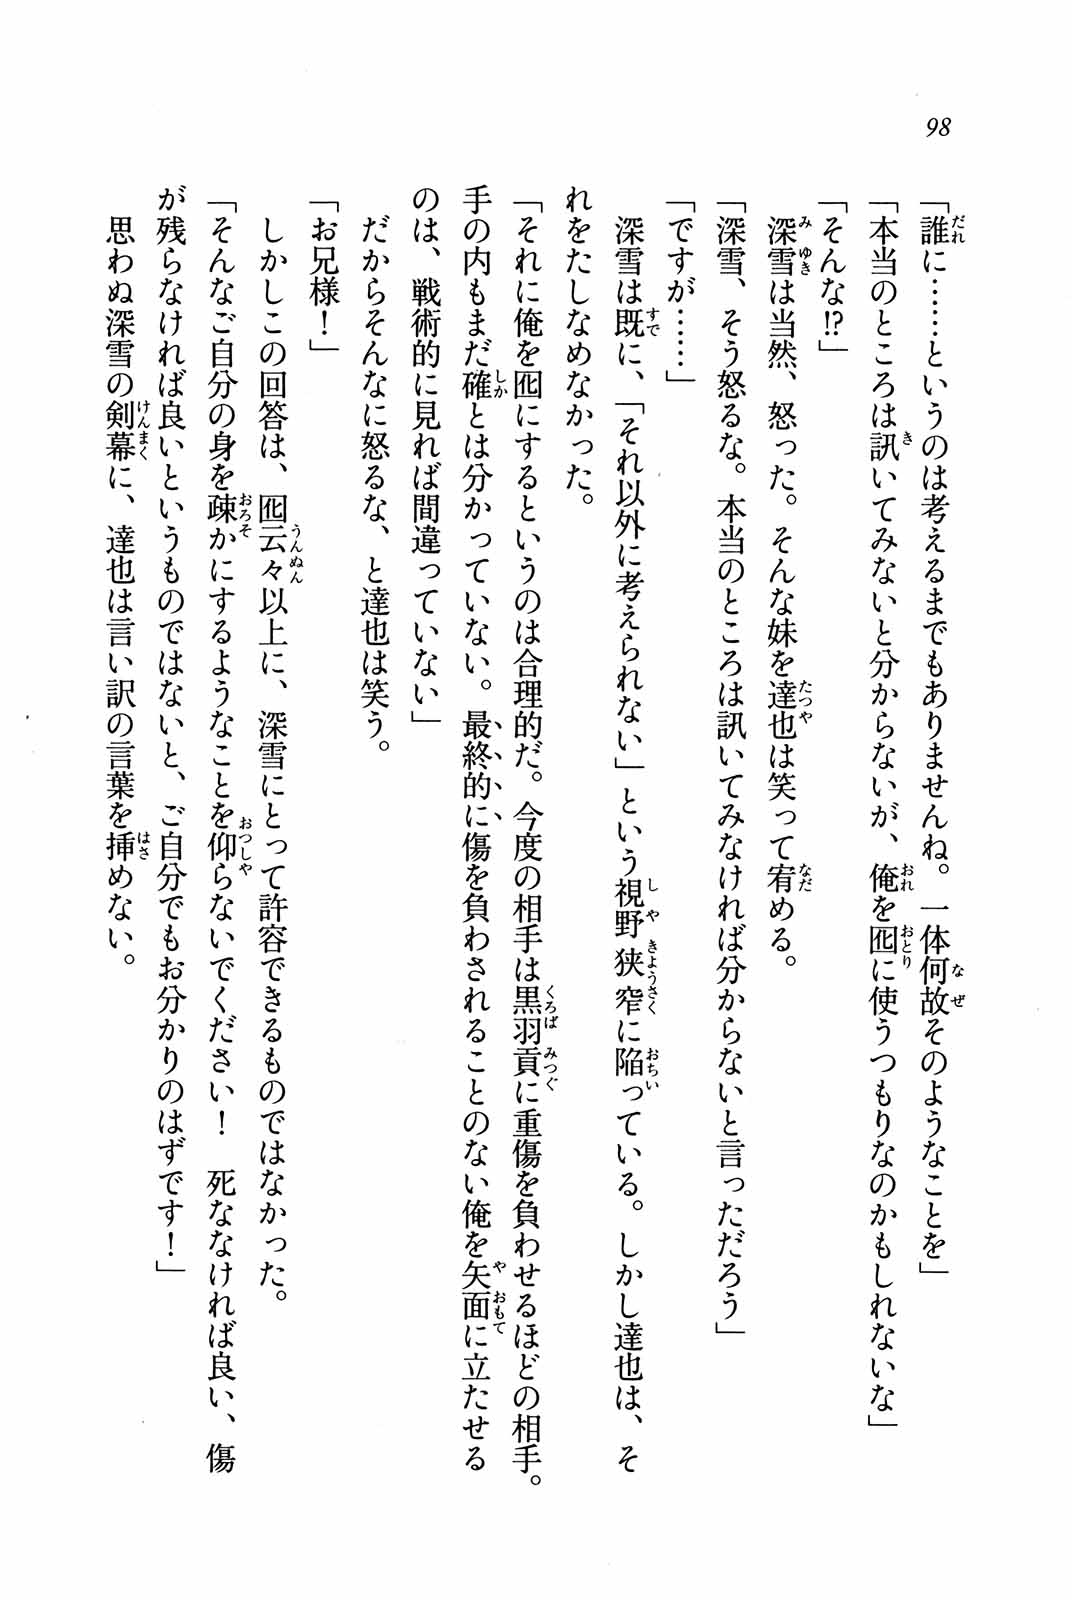 98
「誰に……というのは考えるまでもありませんね。一体何故そのようなことを」
「本当のところは訊いてみないと分からないが、俺を囮に使うつもりなのかもしれないな」
「そんな!?」
　深雪は当然、怒った。そんな妹を達也は笑って宥める。
「深雪、そう怒るな。本当のところは訊いてみなければ分からないと言っただろう」
「ですが……」
　深雪は既に、「それ以外に考えられない」という視野狭窄に陥っている。しかし達也は、そ
れをたしなめなかった。
「それに俺を囮にするというのは合理的だ。今度の相手は黒羽貢に重傷を負わせるほどの相手。
手の内もまだ確とは分かっていない。最終的に傷を負わされることのない俺を矢面に立たせる
のは、戦術的に見れば間違っていない」
　だからそんなに怒るな、と達也は笑う。
「お兄様！」
　しかしこの回答は、囮云々以上に、深雪にとって許容できるものではなかった。
「そんなご自分の身を疎かにするようなことを仰らないでください！　死ななければ良い、傷
が残らなければ良いというものではないと、ご自分でもお分かりのはずです！」
　思わぬ深雪の剣幕に、達也は言い訳の言葉を挿めない。